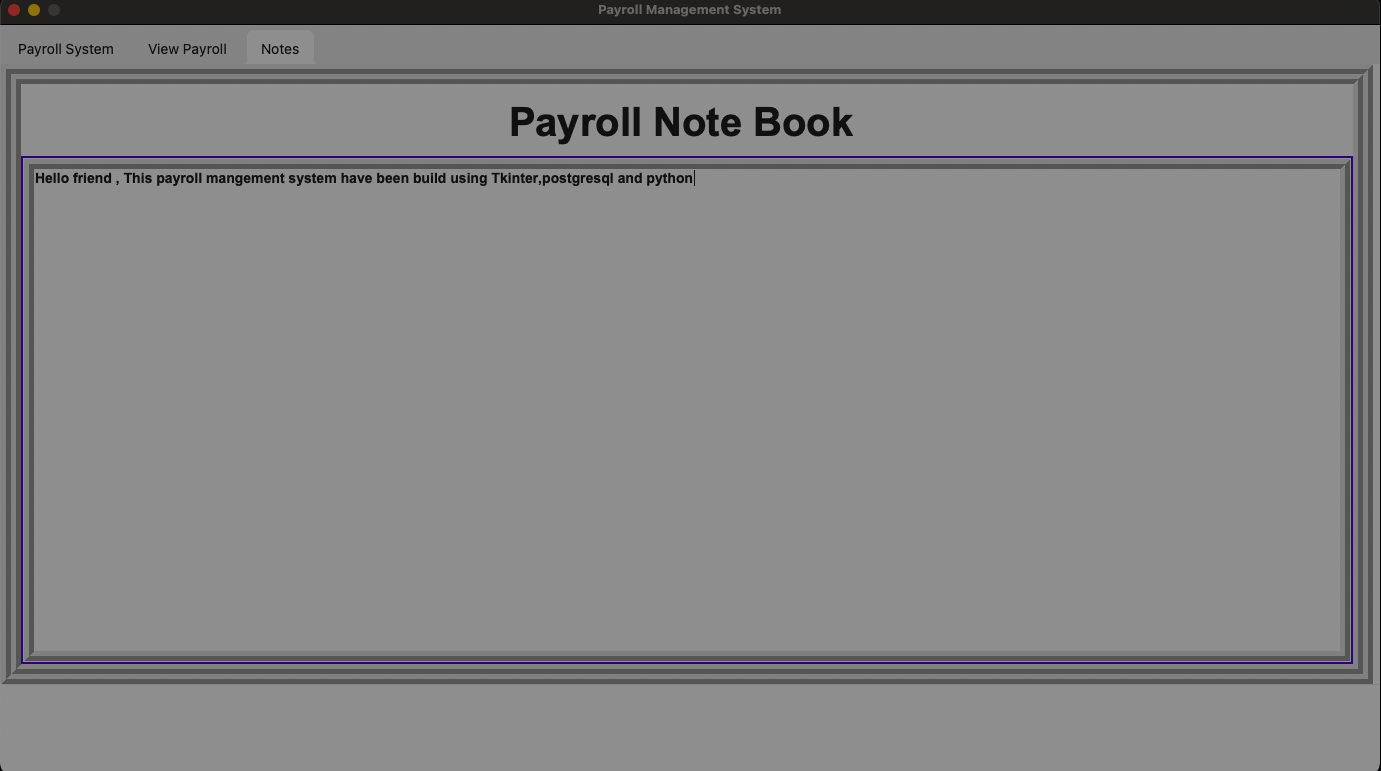 Payroll Management System
Payroll System View Payroll Notes
Payroll Note Book
Hello friend , This payroll mangement system have been build using Tkinter,postgresql and python